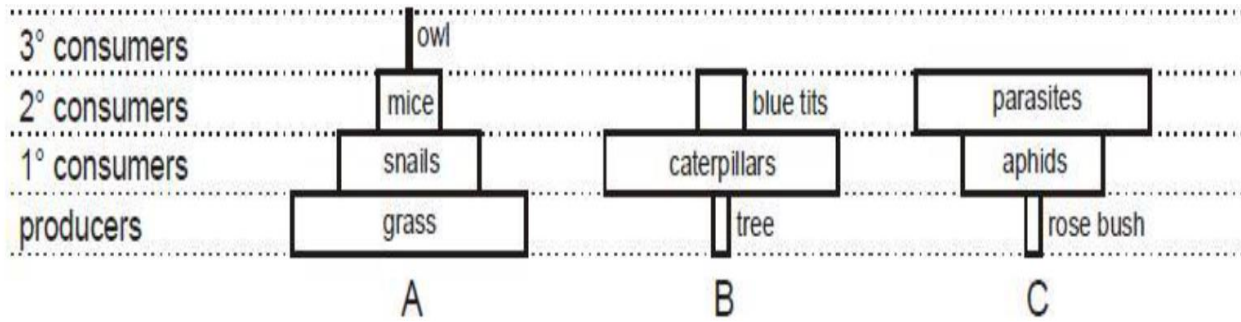 3° consumers owl
2° consumers mice blue tits parasites
1° consumers snails caterpillars aphids
producers grass tree rose bush
A B C